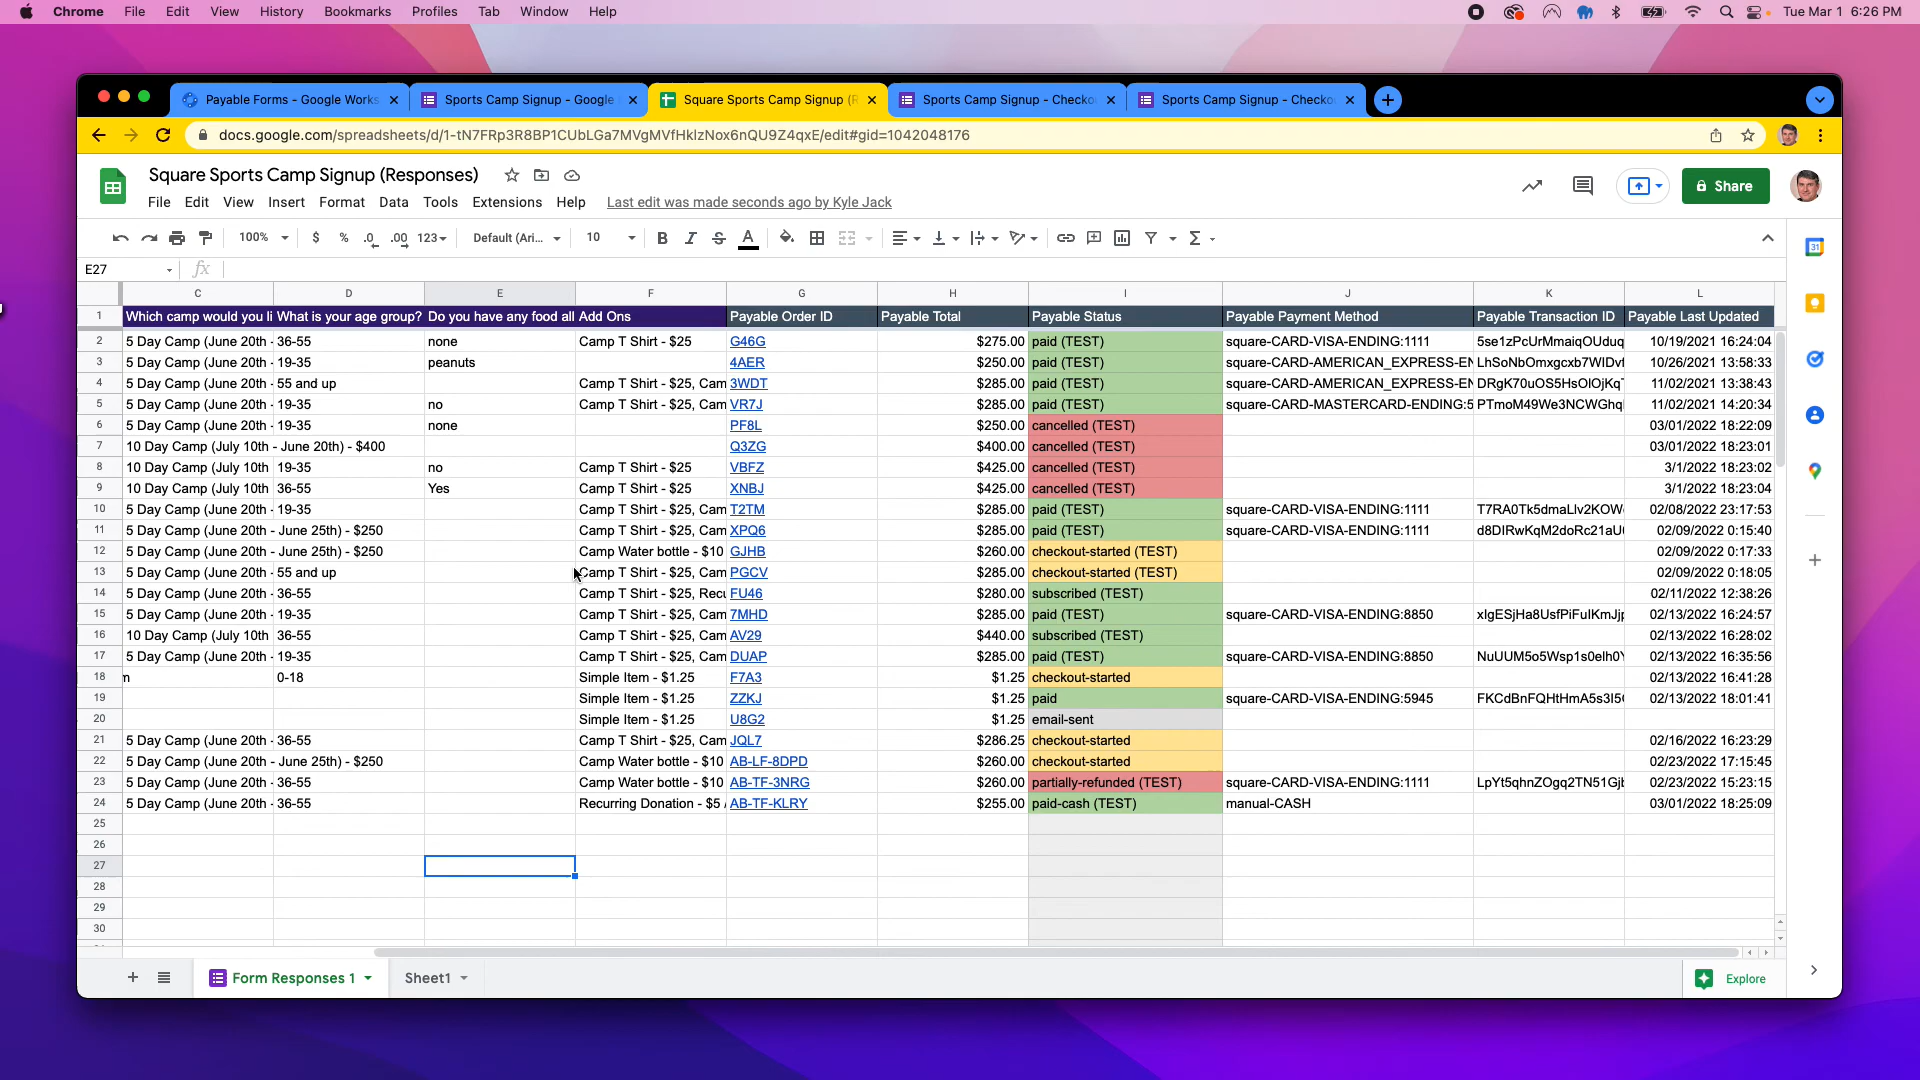 Chrome File Edit View History Bookmarks Profiles Tab Window Help Tue Mar 1 6:26 PM
Payable Forms - Google Works Sports Camp Signup - Google Square Sports Camp Signup (R Sports Camp Signup - Checko Sports Camp Signup - Checko
docs.google.com/spreadsheets/d/1-tN7FRp3R8BP1CUbLGa7MVgMVfHklzNox6nQU9Z4qxE/edit#gid=1042048176
Square Sports Camp Signup (Responses)
File Edit View Insert Format Data Tools Extensions Help Last edit was made seconds ago by Kyle Jack
Share
100% $ % .0 .00 123 Default (Ari... 10 B I S A
E27 fx
C D E F G H I J K L
1 Which camp would you li What is your age group? Do you have any food all Add Ons Payable Order ID Payable Total Payable Status Payable Payment Method Payable Transaction ID Payable Last Updated
2 5 Day Camp (June 20th - 36-55 none Camp T Shirt - $25 G46G $275.00 paid (TEST) square-CARD-VISA-ENDING:1111 5se1zPcUrMmaiqOUduq 10/19/2021 16:24:04
3 5 Day Camp (June 20th - 19-35 peanuts 4AER $250.00 paid (TEST) square-CARD-AMERICAN_EXPRESS-EN LhSoNbOmxgcxb7WIDvl 10/26/2021 13:58:33
4 5 Day Camp (June 20th - 55 and up Camp T Shirt - $25, Cam 3WDT $285.00 paid (TEST) square-CARD-AMERICAN_EXPRESS-EN DRgK70uOS5HsOlOjKq 11/02/2021 13:38:43
5 5 Day Camp (June 20th - 19-35 no Camp T Shirt - $25, Cam VR7J $285.00 paid (TEST) square-CARD-MASTERCARD-ENDING:5 PTmoM49We3NCWGhq 11/02/2021 14:20:34
6 5 Day Camp (June 20th - 19-35 none PF8L $250.00 cancelled (TEST) 03/01/2022 18:22:09
7 10 Day Camp (July 10th - June 20th) - $400 Q3ZG $400.00 cancelled (TEST) 03/01/2022 18:23:01
8 10 Day Camp (July 10th 19-35 no Camp T Shirt - $25 VBFZ $425.00 cancelled (TEST) 3/1/2022 18:23:02
9 10 Day Camp (July 10th 36-55 Yes Camp T Shirt - $25 XNBJ $425.00 cancelled (TEST) 3/1/2022 18:23:04
10 5 Day Camp (June 20th - 19-35 Camp T Shirt - $25, Cam T2TM $285.00 paid (TEST) square-CARD-VISA-ENDING:1111 T7RA0Tk5dmaLlv2KOW 02/08/2022 23:17:53
11 5 Day Camp (June 20th - June 25th) - $250 Camp T Shirt - $25, Cam XPQ6 $285.00 paid (TEST) square-CARD-VISA-ENDING:1111 d8DIRwKqM2doRc21aU 02/09/2022 0:15:40
12 5 Day Camp (June 20th - June 25th) - $250 Camp Water bottle - $10 GJHB $260.00 checkout-started (TEST) 02/09/2022 0:17:33
13 5 Day Camp (June 20th - 55 and up Camp T Shirt - $25, Cam PGCV $285.00 checkout-started (TEST) 02/09/2022 0:18:05
14 5 Day Camp (June 20th - 36-55 Camp T Shirt - $25, Recu FU46 $280.00 subscribed (TEST) 02/11/2022 12:38:26
15 5 Day Camp (June 20th - 19-35 Camp T Shirt - $25, Cam 7MHD $285.00 paid (TEST) square-CARD-VISA-ENDING:8850 xIgESjHa8UsfPiFulKmJj 02/13/2022 16:24:57
16 10 Day Camp (July 10th 36-55 Camp T Shirt - $25, Cam AV29 $440.00 subscribed (TEST) 02/13/2022 16:28:02
17 5 Day Camp (June 20th - 19-35 Camp T Shirt - $25, Cam DUAP $285.00 paid (TEST) square-CARD-VISA-ENDING:8850 NuUUM5o5Wsp1s0elh0Y 02/13/2022 16:35:56
18 m 0-18 Simple Item - $1.25 F7A3 $1.25 checkout-started 02/13/2022 16:41:28
19 Simple Item - $1.25 ZZKJ $1.25 paid square-CARD-VISA-ENDING:5945 FKCdBnFQHtHmA5s3I5 02/13/2022 18:01:41
20 Simple Item - $1.25 U8G2 $1.25 email-sent
21 5 Day Camp (June 20th - 36-55 Camp T Shirt - $25, Cam JQL7 $286.25 checkout-started 02/16/2022 16:23:29
22 5 Day Camp (June 20th - June 25th) - $250 Camp Water bottle - $10 AB-LF-8DPD $260.00 checkout-started 02/23/2022 17:15:45
23 5 Day Camp (June 20th - 36-55 Camp Water bottle - $10 AB-TF-3NRG $260.00 partially-refunded (TEST) square-CARD-VISA-ENDING:1111 LpYt5qhnZOgq2TN51Gj 02/23/2022 15:23:15
24 5 Day Camp (June 20th - 36-55 Recurring Donation - $5 AB-TF-KLRY $255.00 paid-cash (TEST) manual-CASH 03/01/2022 18:25:09
25
26
27
28
29
30
Form Responses 1 Sheet1 Explore